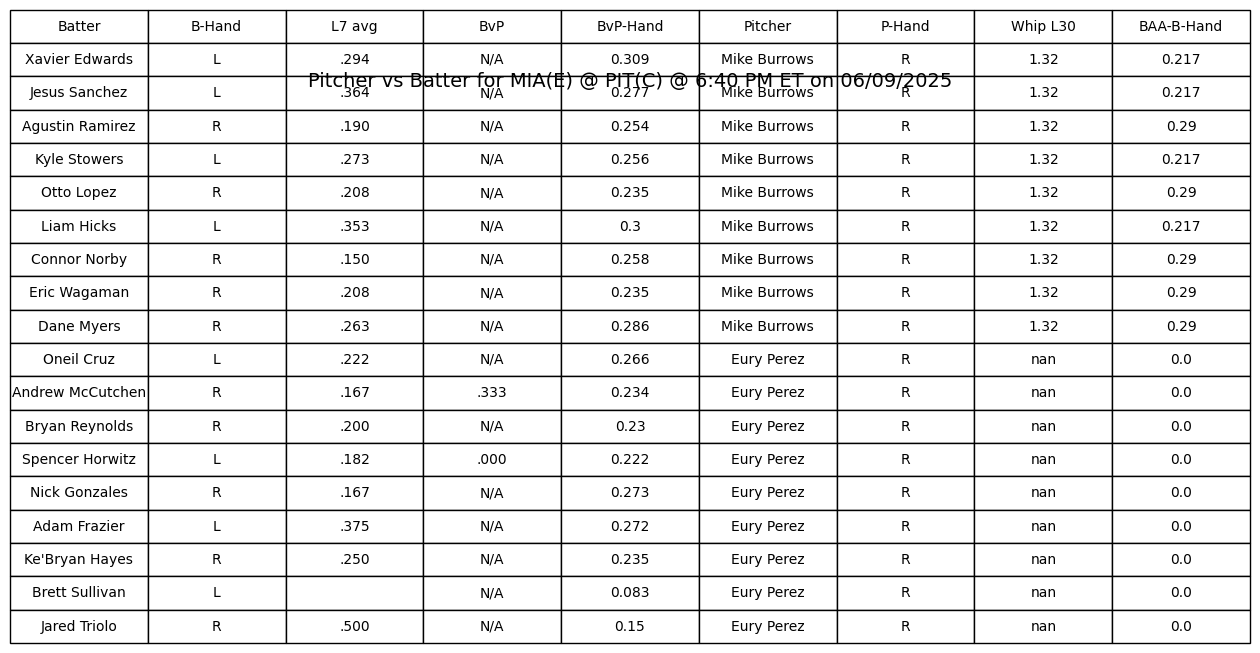 Batter B-Hand L7 avg BvP BvP-Hand Pitcher P-Hand Whip L30 BAA-B-Hand
Xavier Edwards L .294 N/A 0.309 Mike Burrows R 1.32 0.217
Pitcher vs Batter for MIA(E) @ PIT(C) @ 6:40 PM ET on 06/09/2025
Jesus Sanchez L .364 N/A 0.277 Mike Burrows R 1.32 0.217
Agustin Ramirez R .190 N/A 0.254 Mike Burrows R 1.32 0.29
Kyle Stowers L .273 N/A 0.256 Mike Burrows R 1.32 0.217
Otto Lopez R .208 N/A 0.235 Mike Burrows R 1.32 0.29
Liam Hicks L .353 N/A 0.3 Mike Burrows R 1.32 0.217
Connor Norby R .150 N/A 0.258 Mike Burrows R 1.32 0.29
Eric Wagaman R .208 N/A 0.235 Mike Burrows R 1.32 0.29
Dane Myers R .263 N/A 0.286 Mike Burrows R 1.32 0.29
Oneil Cruz L .222 N/A 0.266 Eury Perez R nan 0.0
Andrew McCutchen R .167 .333 0.234 Eury Perez R nan 0.0
Bryan Reynolds R .200 N/A 0.23 Eury Perez R nan 0.0
Spencer Horwitz L .182 .000 0.222 Eury Perez R nan 0.0
Nick Gonzales R .167 N/A 0.273 Eury Perez R nan 0.0
Adam Frazier L .375 N/A 0.272 Eury Perez R nan 0.0
Ke'Bryan Hayes R .250 N/A 0.235 Eury Perez R nan 0.0
Brett Sullivan L N/A 0.083 Eury Perez R nan 0.0
Jared Triolo R .500 N/A 0.15 Eury Perez R nan 0.0